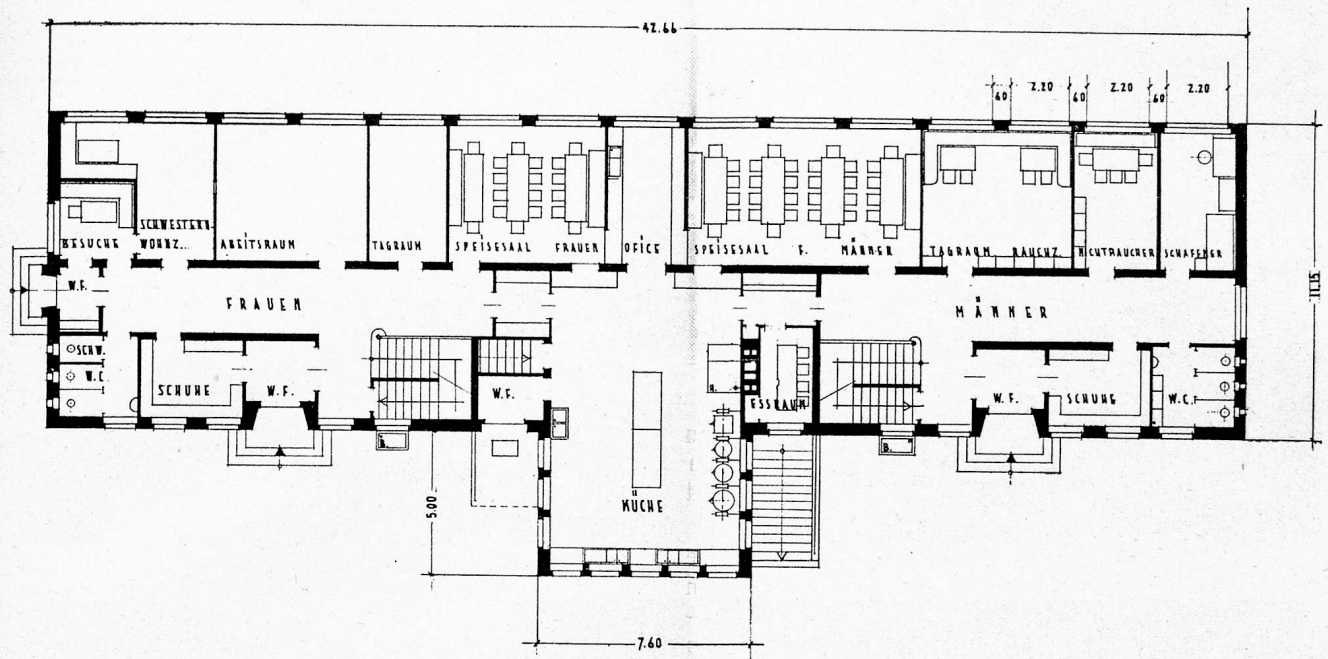 42.66
60 2.20 60 2.20 60 2.20
11.15
BESUCHE
SCHWESTERN-
WOHNZ...
ARBEITSRAUM
TAGRAUM
SPEISESAAL FRAUEN
OFICE
SPEISESAAL F. MÄNNER
TAGRAUM RAUCHZ.
NICHTRAUCHER
SCHAFFNER
W.F.
FRAUEN
MÄNNER
SCHW.
W.C.
SCHUHE
W.F.
W.F.
H.
ESSRAUM
W.F.
SCHUHE
W.C.
B.
KÜCHE
5.00
7.60